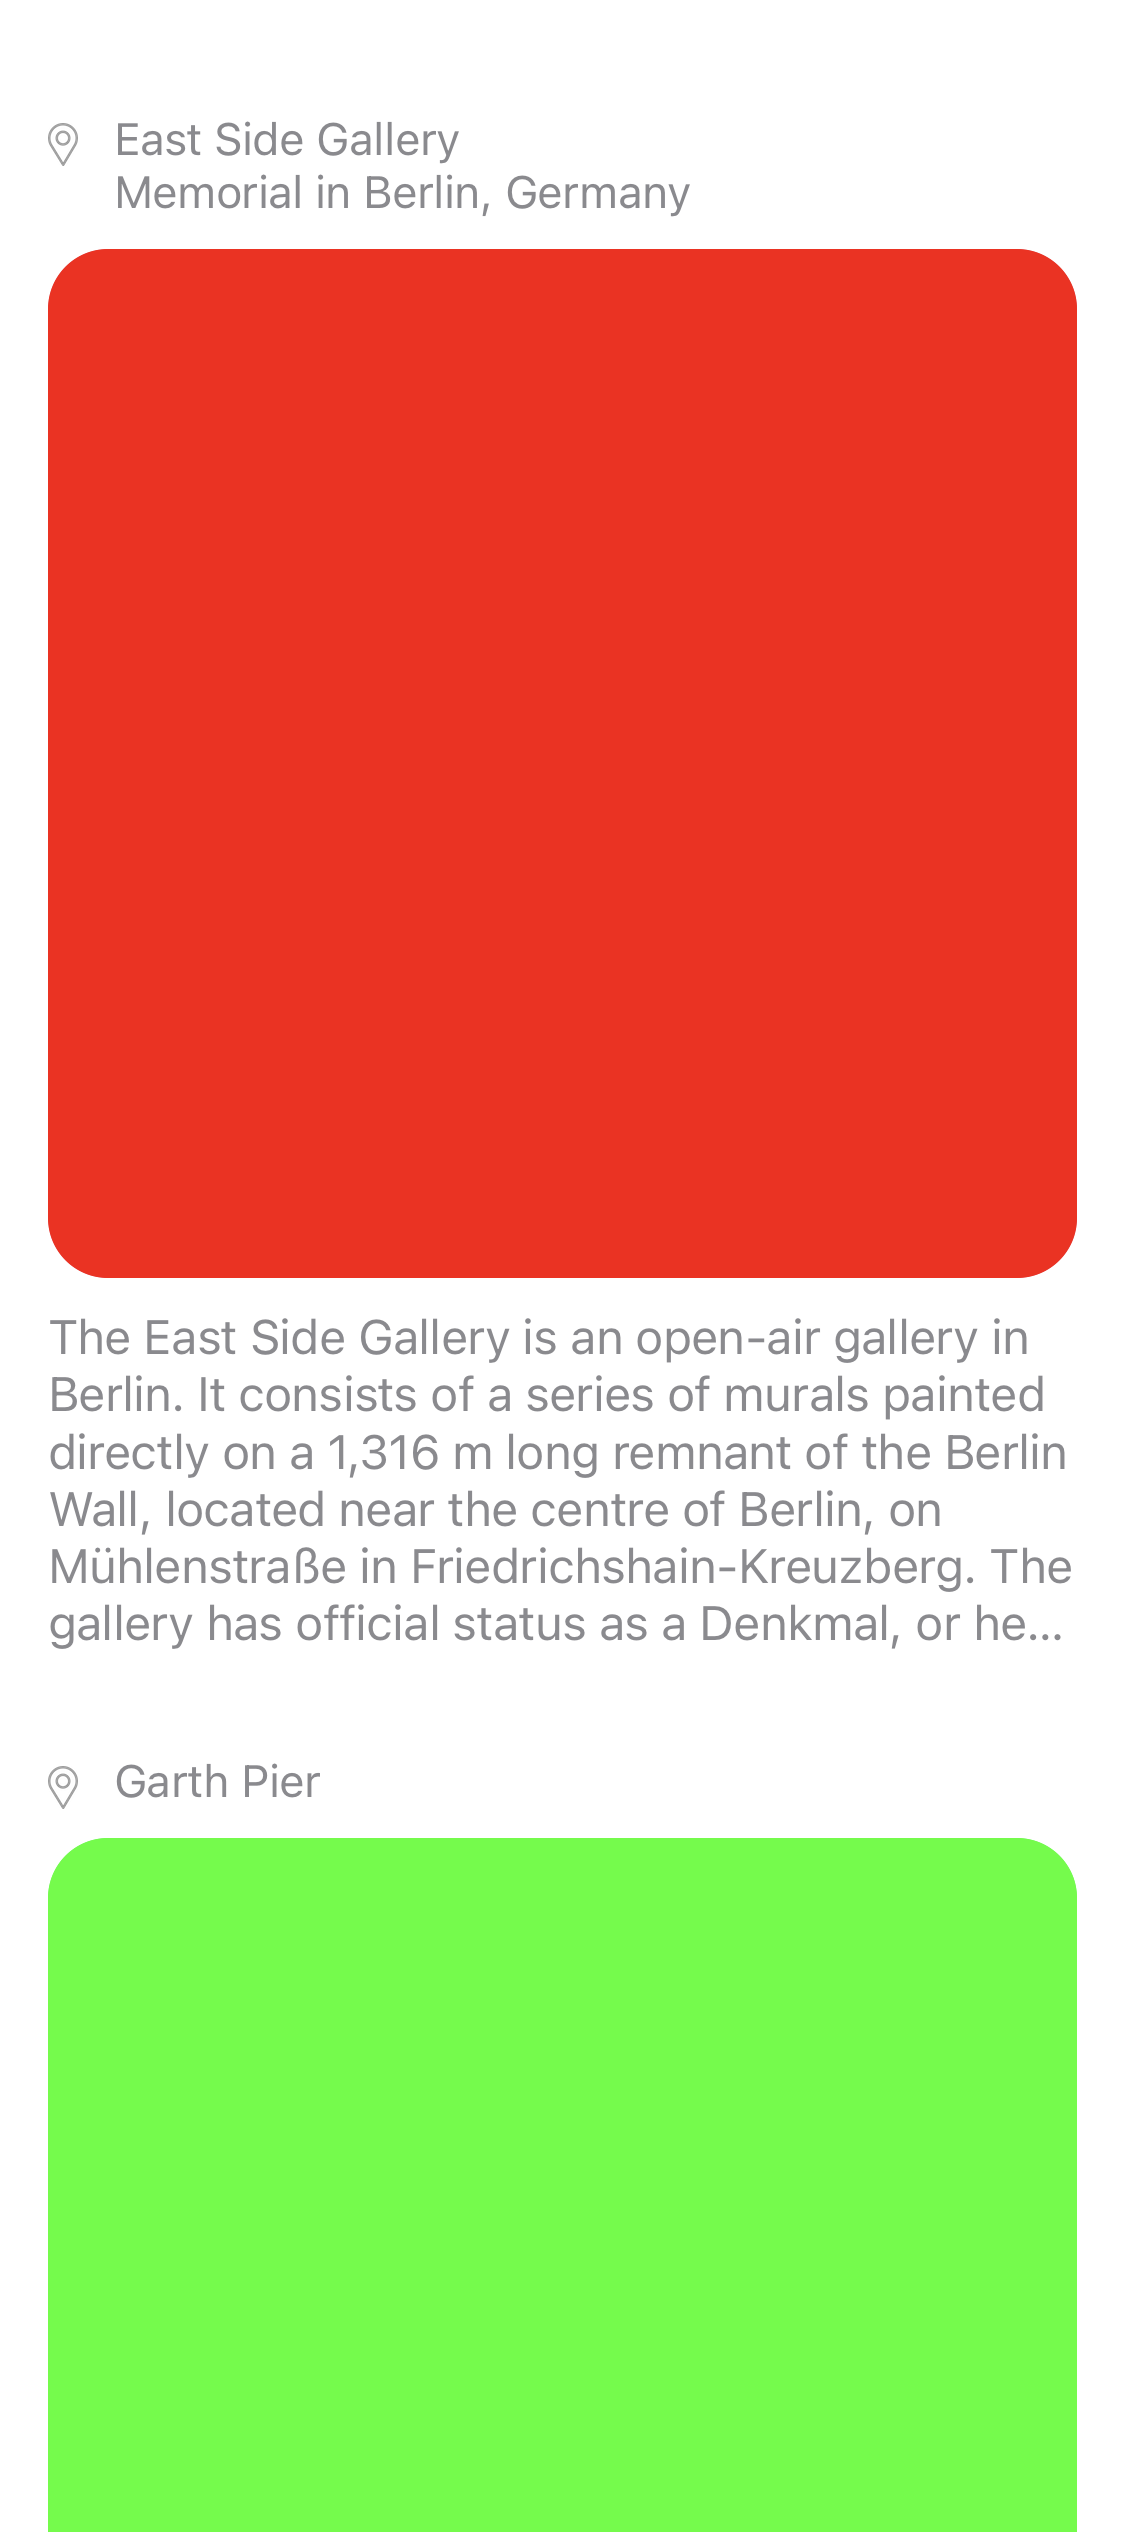 East Side Gallery
Memorial in Berlin, Germany
The East Side Gallery is an open-air gallery in
Berlin. It consists of a series of murals painted
directly on a 1,316 m long remnant of the Berlin
Wall, located near the centre of Berlin, on
Mühlenstraße in Friedrichshain-Kreuzberg. The
gallery has official status as a Denkmal, or he...
Garth Pier